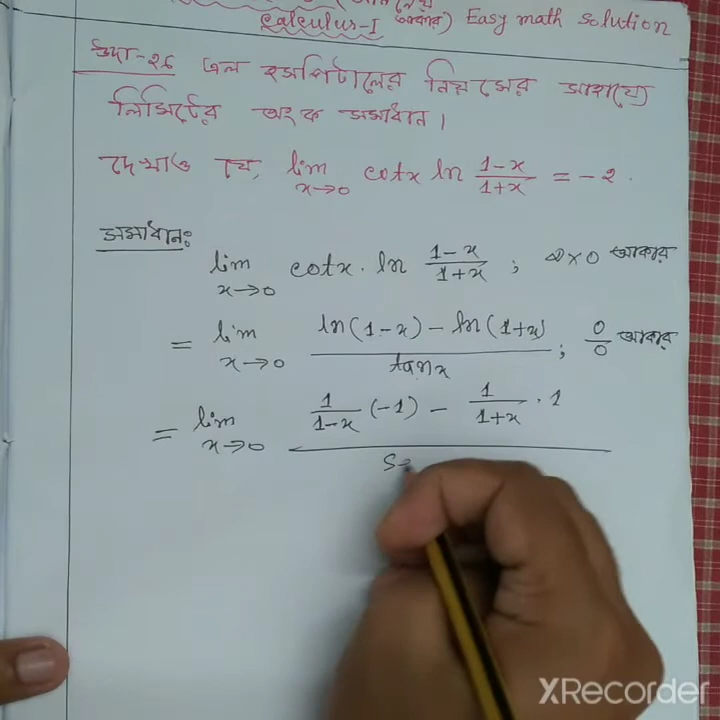 Calculus-I Easy math solution
উদা-২৬ এল হসপিটালের নিয়মের সাহায্যে
লিমিটের অংক সমাধান।
দেখাও যে, lim x→0 cotx ln (1-x)/(1+x) = -২.
সমাধানঃ
lim x→0 cotx . ln (1-x)/(1+x) ; ∞×0 আকার
= lim x→0 (ln(1-x) - ln(1+x))/tanx ; 0/0 আকার
= lim x→0 1/(1-x) (-1) - 1/(1+x) . 1
XRecorder